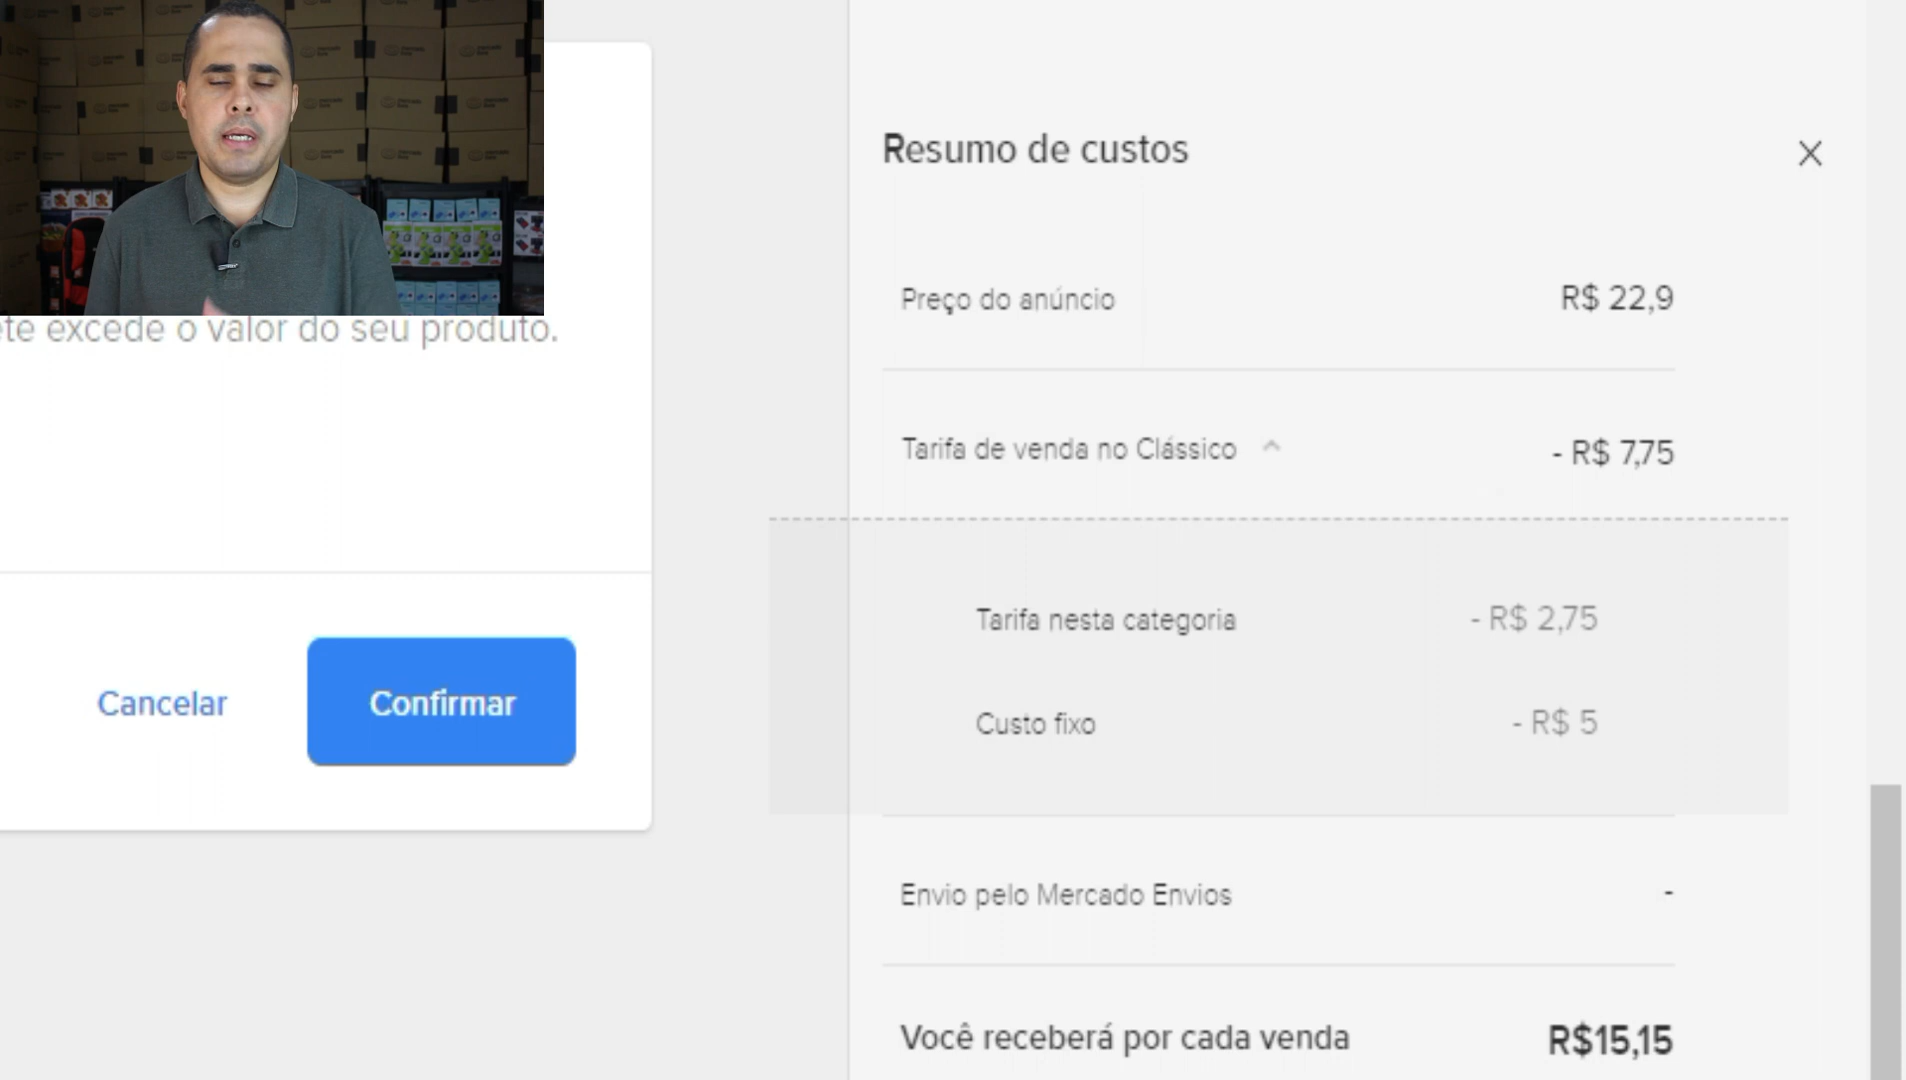 ete excede o valor do seu produto.
Cancelar
Confirmar
Resumo de custos
Preço do anúncio R$ 22,9
Tarifa de venda no Clássico - R$ 7,75
Tarifa nesta categoria - R$ 2,75
Custo fixo - R$ 5
Envio pelo Mercado Envios -
Você receberá por cada venda R$15,15